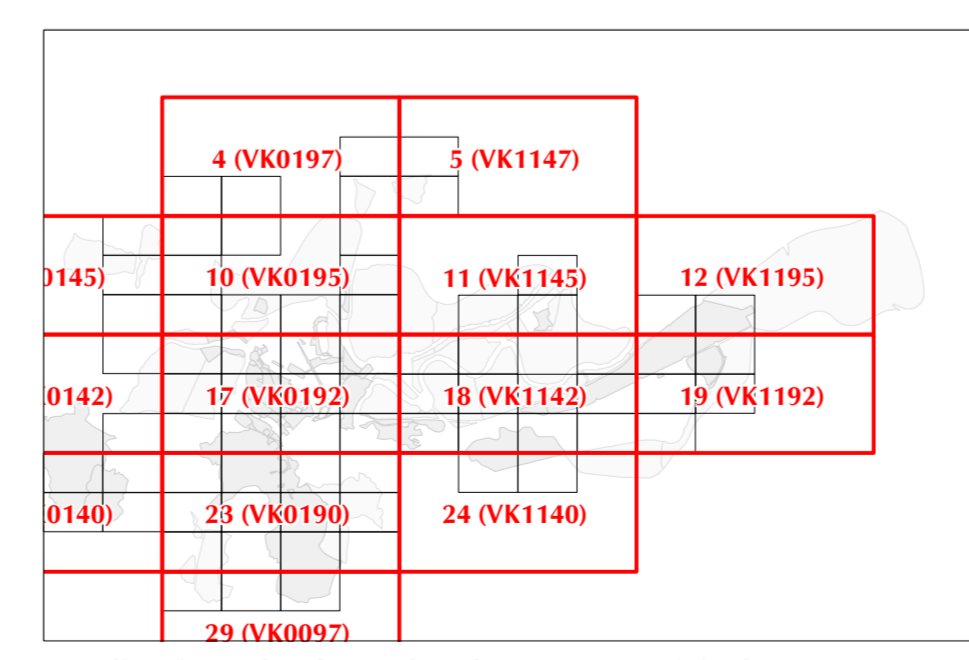 4 (VK0197)
5 (VK1147)
0145)
10 (VK0195)
11 (VK1145)
12 (VK1195)
0142)
17 (VK0192)
18 (VK1142)
19 (VK1192)
0140)
23 (VK0190)
24 (VK1140)
29 (VK0097)